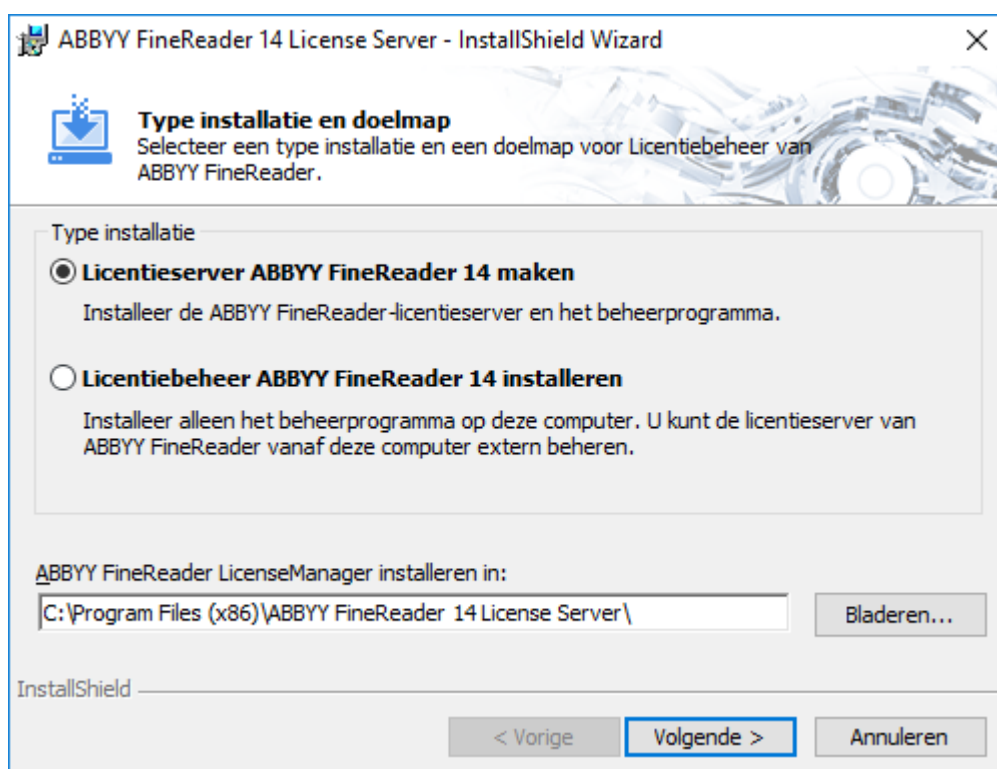 ABBYY FineReader 14 License Server - InstallShield Wizard
Type installatie en doelmap
Selecteer een type installatie en een doelmap voor Licentiebeheer van
ABBYY FineReader.
Type installatie
Licentieserver ABBYY FineReader 14 maken
Installeer de ABBYY FineReader-licentieserver en het beheerprogramma.
Licentiebeheer ABBYY FineReader 14 installeren
Installeer alleen het beheerprogramma op deze computer. U kunt de licentieserver van
ABBYY FineReader vanaf deze computer extern beheren.
ABBYY FineReader LicenseManager installeren in:
C:\Program Files (x86)\ABBYY FineReader 14 License Server\
Bladeren...
InstallShield
< Vorige
Volgende >
Annuleren